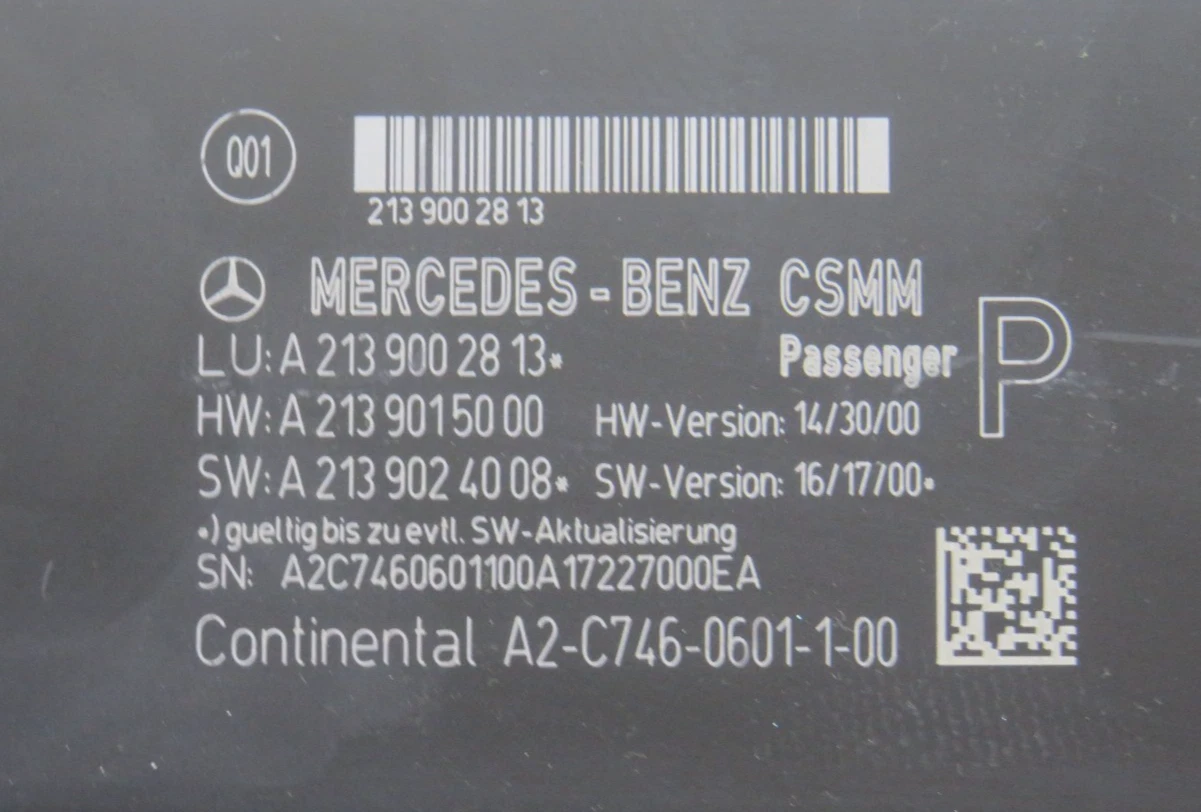 Q01
213 900 28 13
MERCEDES-BENZ CSMM
LU: A 213 900 28 13*
Passenger
P
HW: A 213 901 50 00 HW-Version: 14/30/00
SW: A 213 902 40 08* SW-Version: 16/17/00*
*) gueltig bis zu evtl. SW-Aktualisierung
SN: A2C7460601100A17227000EA
Continental A2-C746-0601-1-00